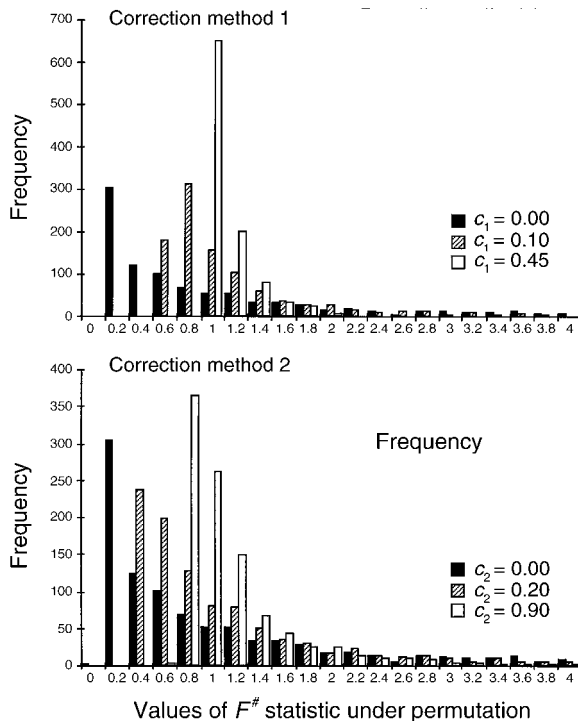 Correction method 1
700
600
500
400
300
200
100
0
Frequency
c1 = 0.00
c1 = 0.10
c1 = 0.45
0 0.2 0.4 0.6 0.8 1 1.2 1.4 1.6 1.8 2 2.2 2.4 2.6 2.8 3 3.2 3.4 3.6 3.8 4
Correction method 2
400
350
300
250
200
150
100
50
0
Frequency
Frequency
c2 = 0.00
c2 = 0.20
c2 = 0.90
0 0.2 0.4 0.6 0.8 1 1.2 1.4 1.6 1.8 2 2.2 2.4 2.6 2.8 3 3.2 3.4 3.6 3.8 4
Values of F# statistic under permutation